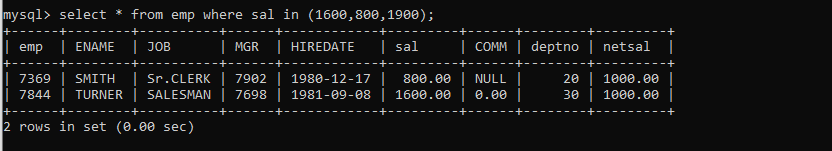 mysql> select * from emp where sal in (1600,800,1900);
+------+--------+----------+------+------------+---------+------+--------+---------+
| emp  | ENAME  | JOB      | MGR  | HIREDATE   | sal     | COMM | deptno | netsal  |
+------+--------+----------+------+------------+---------+------+--------+---------+
| 7369 | SMITH  | Sr.CLERK | 7902 | 1980-12-17 |  800.00 | NULL |     20 | 1000.00 |
| 7844 | TURNER | SALESMAN | 7698 | 1981-09-08 | 1600.00 | 0.00 |     30 | 1000.00 |
+------+--------+----------+------+------------+---------+------+--------+---------+
2 rows in set (0.00 sec)